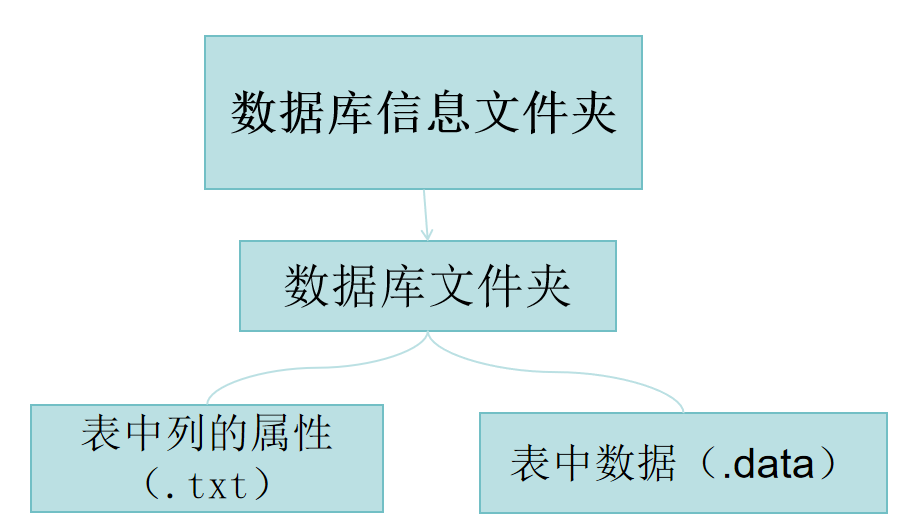 数据库信息文件夹
数据库文件夹
表中列的属性
（.txt）
表中数据（.data）